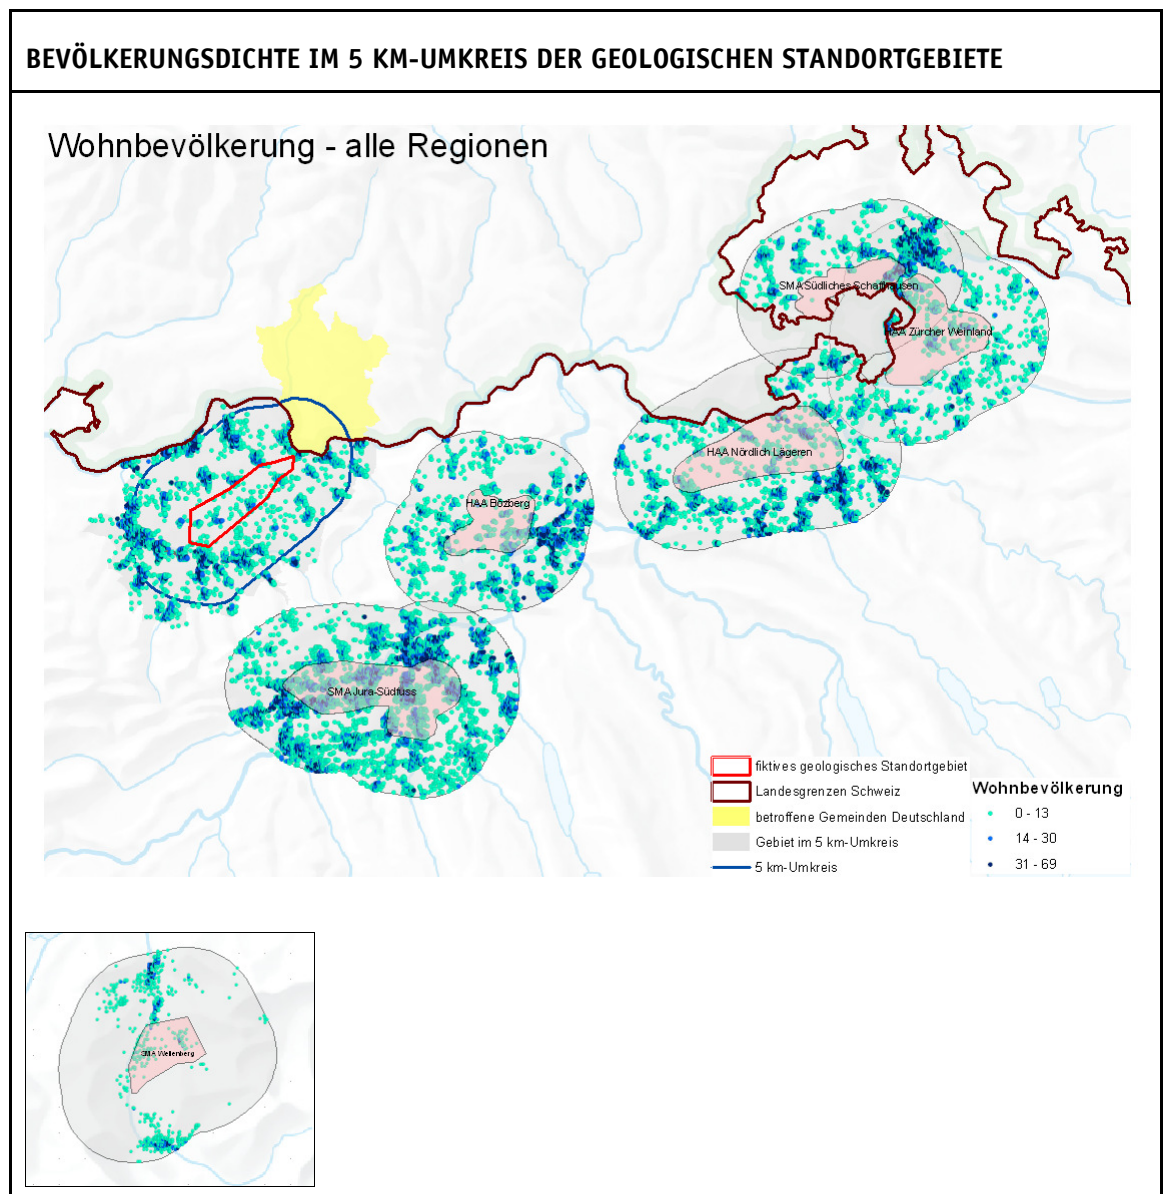 BEVÖLKERUNGSDICHTE IM 5 KM-UMKREIS DER GEOLOGISCHEN STANDORTGEBIETE
Wohnbevölkerung - alle Regionen
SMA Südliches Schaffhausen
HAA Zürcher Weinland
HAA Nördlich Lägeren
HAA Bözberg
SMA Jura-Südfuss
fiktives geologisches Standortgebiet
Landesgrenzen Schweiz
betroffene Gemeinden Deutschland
Gebiet im 5 km-Umkreis
5 km-Umkreis
Wohnbevölkerung
0 - 13
14 - 30
31 - 69
SMA Wellenberg